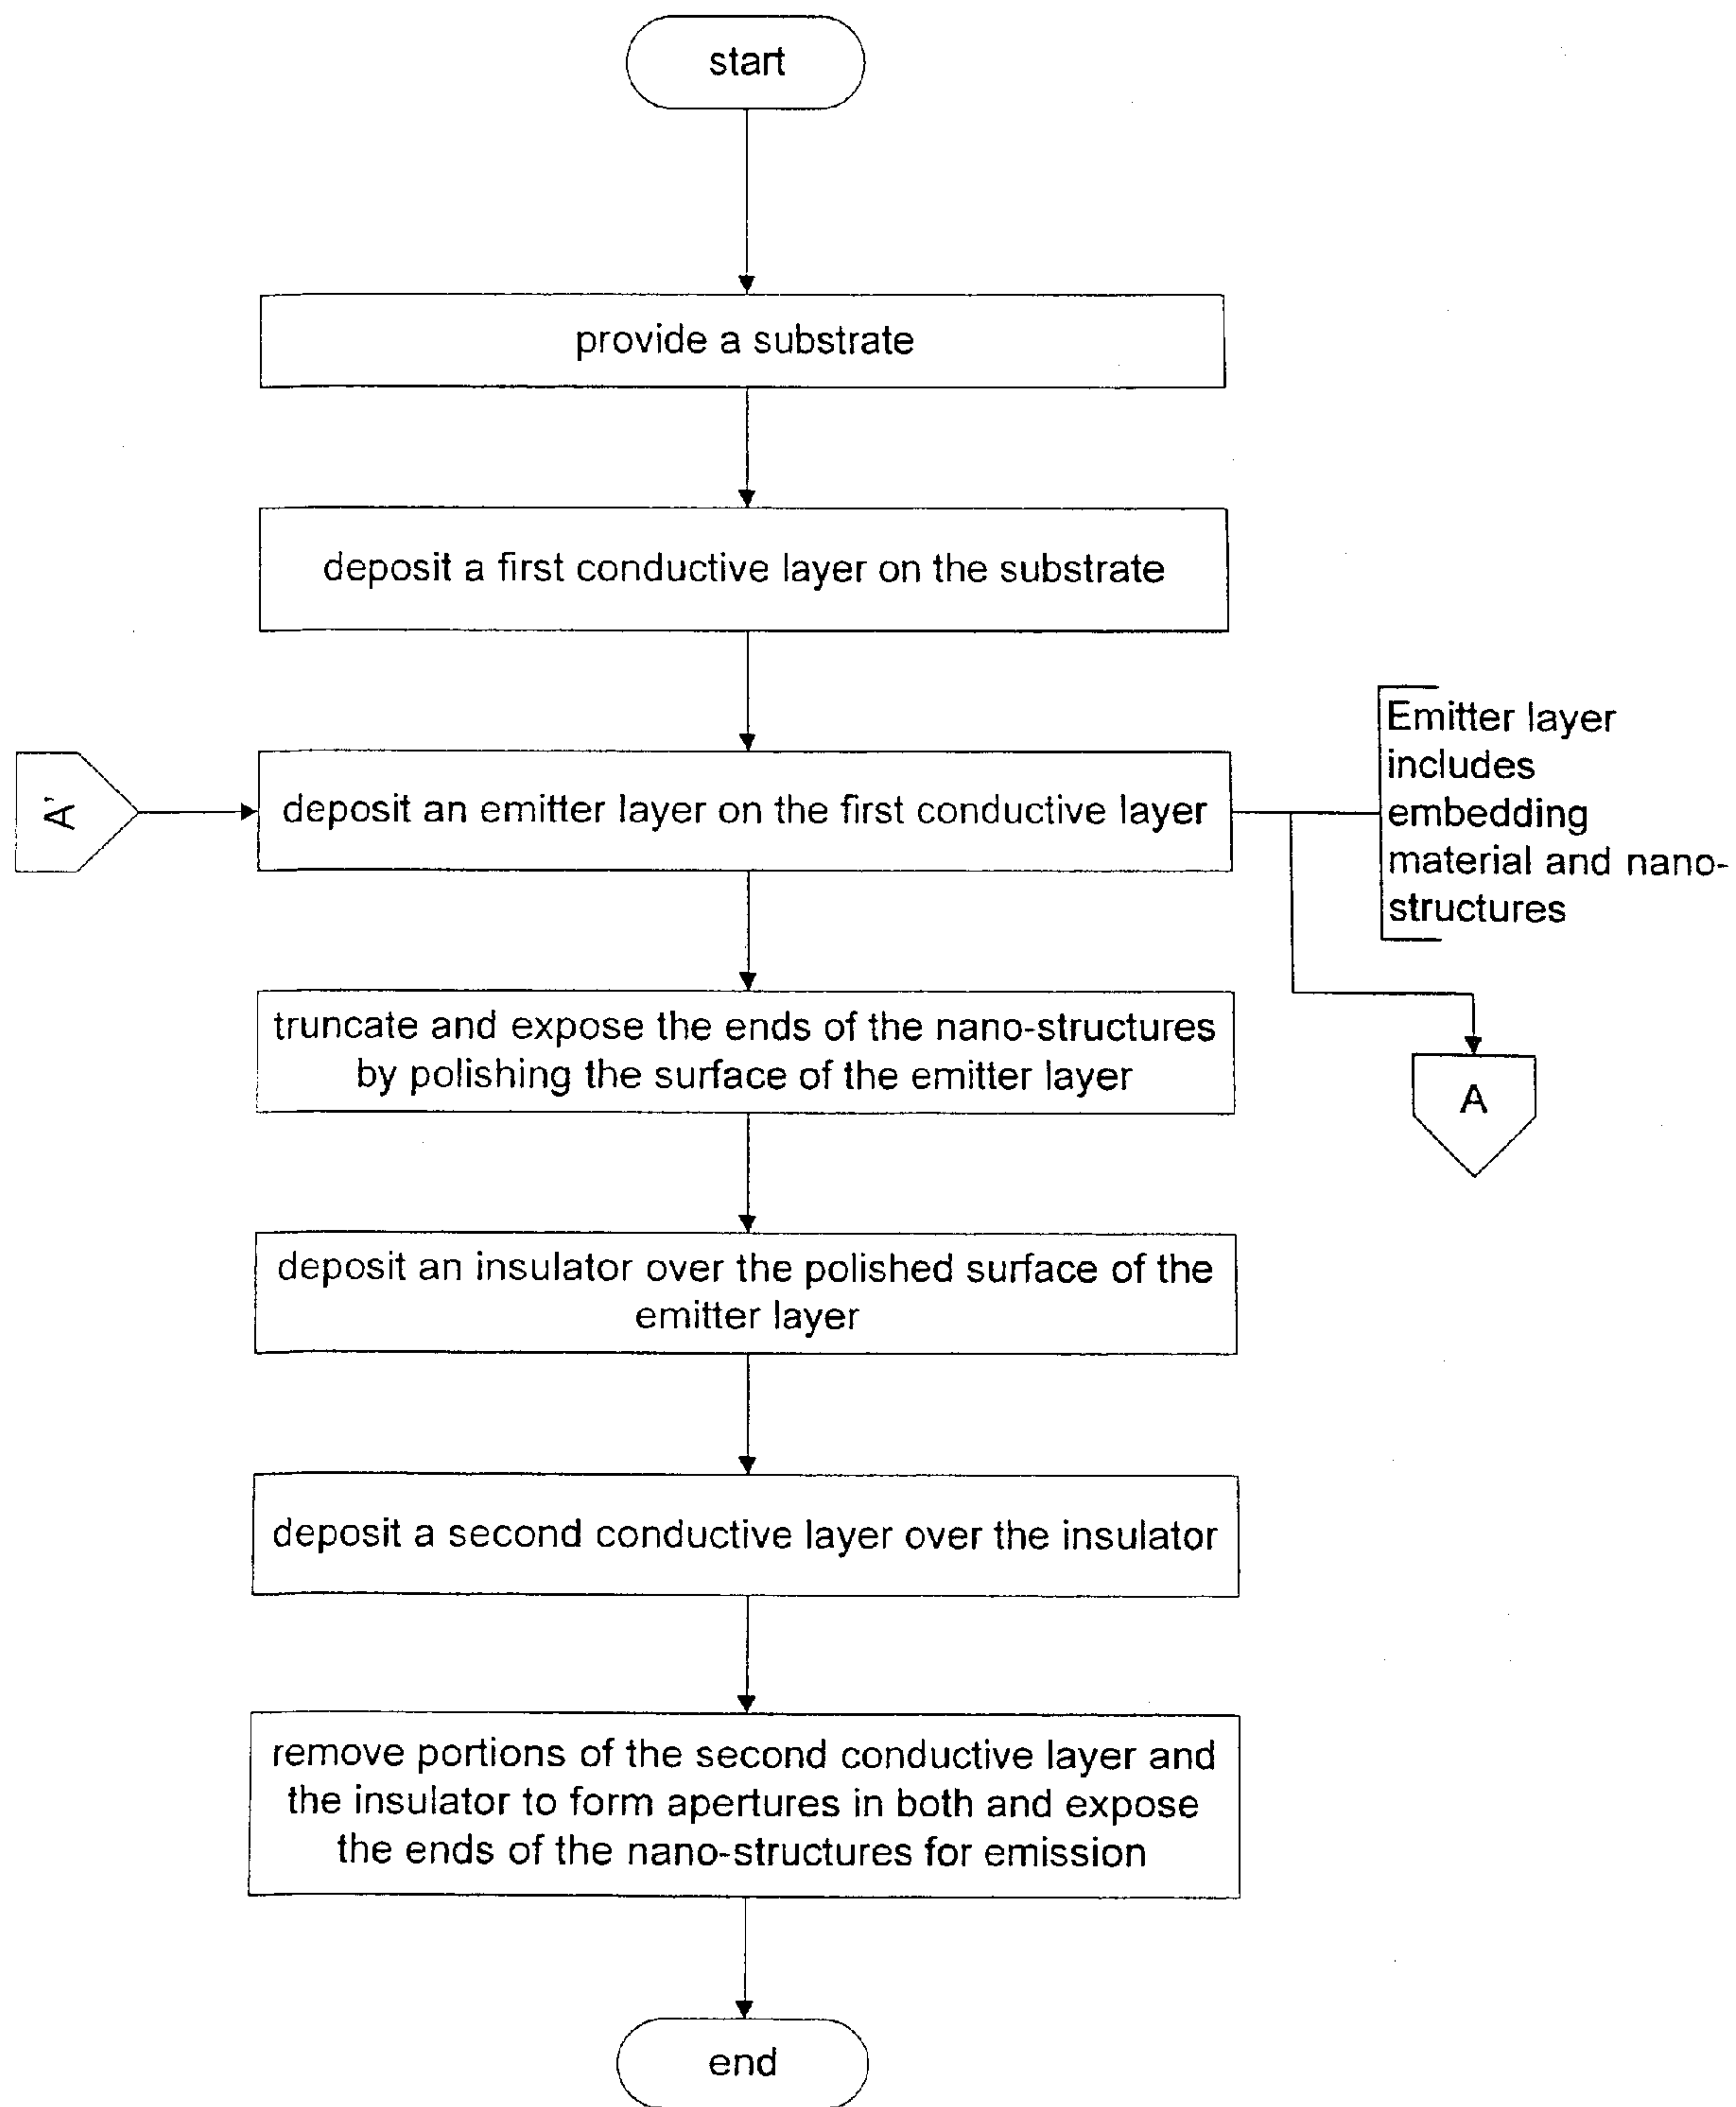 start
provide a substrate
deposit a first conductive layer on the substrate
A'
deposit an emitter layer on the first conductive layer
Emitter layer
includes
embedding
material and nano-
structures
A
truncate and expose the ends of the nano-structures
by polishing the surface of the emitter layer
deposit an insulator over the polished surface of the
emitter layer
deposit a second conductive layer over the insulator
remove portions of the second conductive layer and
the insulator to form apertures in both and expose
the ends of the nano-structures for emission
end